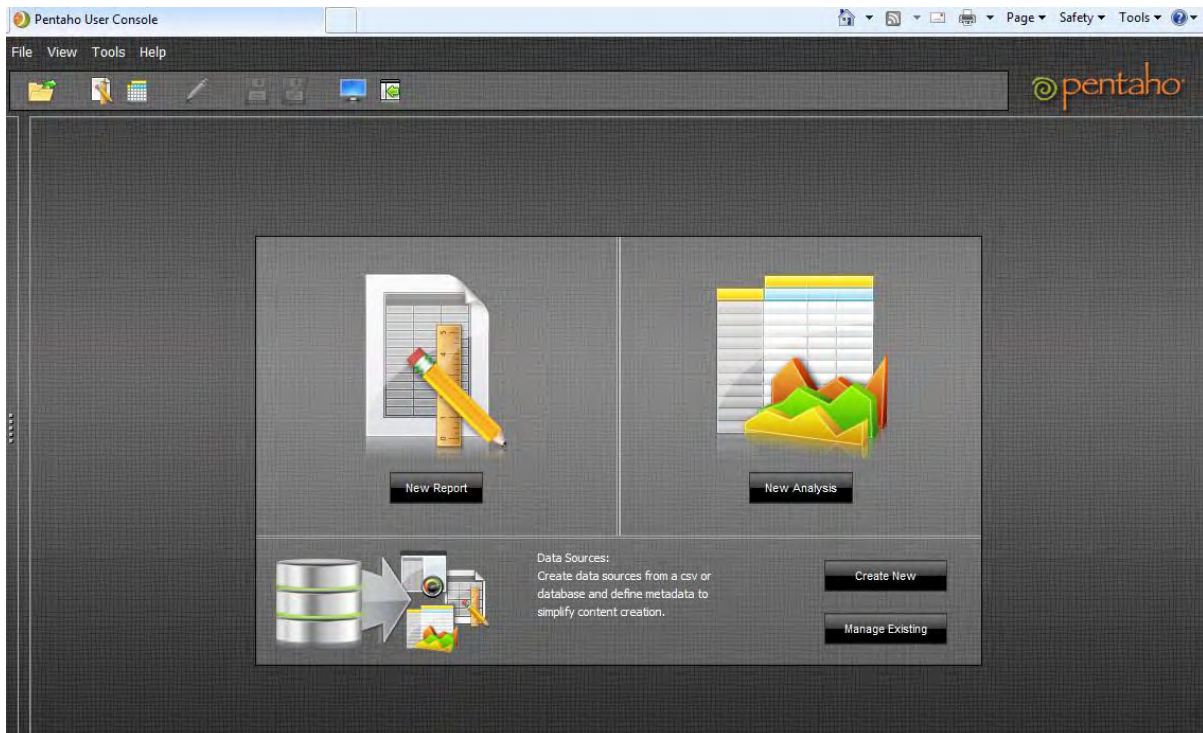 Pentaho User Console
Page Safety Tools
File View Tools Help
pentaho
New Report
New Analysis
Data Sources:
Create data sources from a csv or
database and define metadata to
simplify content creation.
Create New
Manage Existing